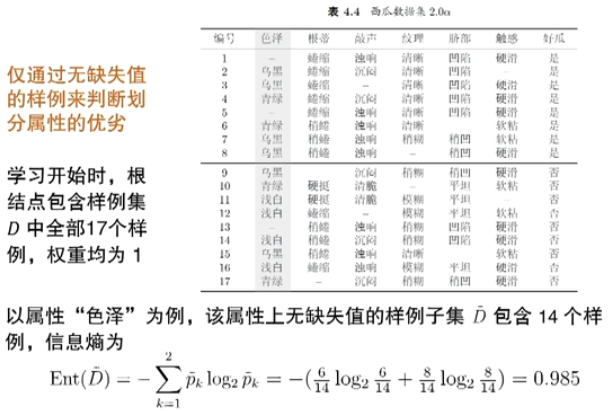 表 4.4 西瓜数据集 2.0α
编号 色泽 根蒂 敲声 纹理 脐部 触感 好瓜
1 – 蜷缩 浊响 清晰 凹陷 硬滑 是
2 乌黑 蜷缩 沉闷 清晰 凹陷 – 是
3 乌黑 蜷缩 – 清晰 凹陷 硬滑 是
4 青绿 蜷缩 沉闷 清晰 凹陷 硬滑 是
5 – 蜷缩 浊响 清晰 凹陷 硬滑 是
6 青绿 稍蜷 浊响 清晰 – 软粘 是
7 乌黑 稍蜷 浊响 稍糊 稍凹 软粘 是
8 乌黑 稍蜷 浊响 – 稍凹 硬滑 是
9 乌黑 – 沉闷 稍糊 稍凹 硬滑 否
10 青绿 硬挺 清脆 – 平坦 软粘 否
11 浅白 硬挺 清脆 模糊 平坦 – 否
12 浅白 蜷缩 – 模糊 平坦 软粘 否
13 – 稍蜷 浊响 稍糊 凹陷 硬滑 否
14 浅白 稍蜷 沉闷 稍糊 凹陷 硬滑 否
15 乌黑 稍蜷 浊响 清晰 – 软粘 否
16 浅白 蜷缩 浊响 模糊 平坦 硬滑 否
17 青绿 – 沉闷 稍糊 稍凹 硬滑 否
仅通过无缺失值
的样例来判断划
分属性的优劣
学习开始时，根
结点包含样例集
D 中全部17个样
例，权重均为 1
以属性“色泽”为例，该属性上无缺失值的样例子集 D̃ 包含 14 个样
例，信息熵为
Ent(D̃) = −∑_{k=1}^{2} p̃_k log₂ p̃_k = −(6/14 log₂ 6/14 + 8/14 log₂ 8/14) = 0.985